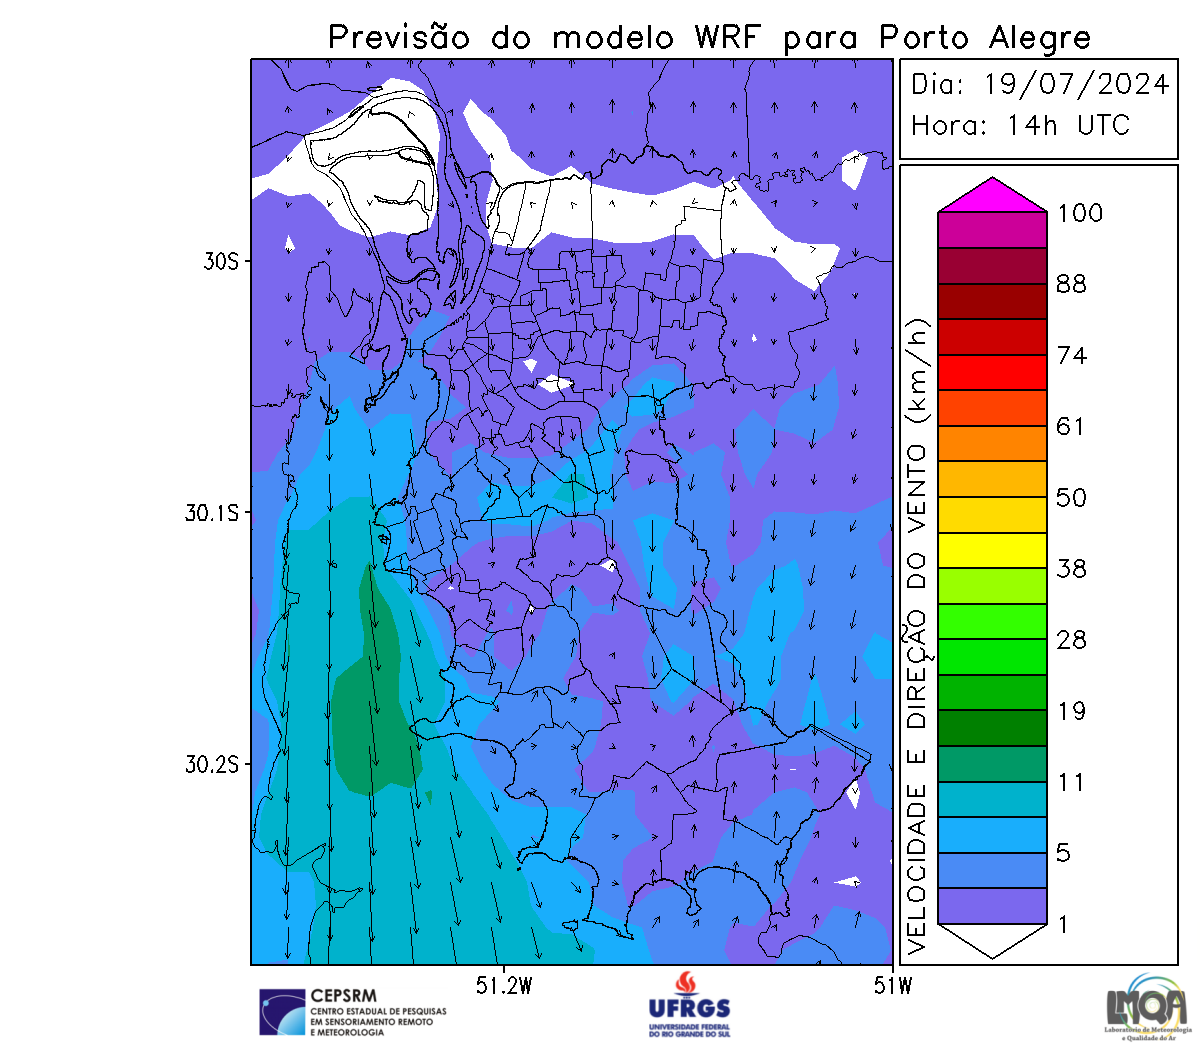 Previsão do modelo WRF para Porto Alegre
Dia: 19/07/2024
Hora: 14h UTC
100
88
74
61
50
38
28
19
11
5
1
VELOCIDADE E DIREÇÃO DO VENTO (km/h)
30S
30.1S
30.2S
51.2W
51W
CEPSRM
CENTRO ESTADUAL DE PESQUISAS
EM SENSORIAMENTO REMOTO
E METEOROLOGIA
UFRGS
UNIVERSIDADE FEDERAL
DO RIO GRANDE DO SUL
LMQA
Laboratório de Meteorologia
e Qualidade do Ar